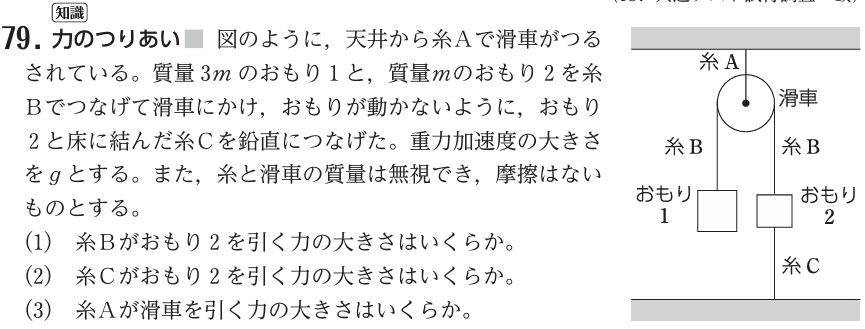 知識
79. 力のつりあい 図のように，天井から糸Aで滑車がつる
されている。質量 3m のおもり 1 と，質量mのおもり 2 を糸
Bでつなげて滑車にかけ，おもりが動かないように，おもり
2 と床に結んだ糸Cを鉛直につなげた。重力加速度の大きさ
をgとする。また，糸と滑車の質量は無視でき，摩擦はない
ものとする。
(1) 糸Bがおもり 2 を引く力の大きさはいくらか。
(2) 糸Cがおもり 2 を引く力の大きさはいくらか。
(3) 糸Aが滑車を引く力の大きさはいくらか。
糸 A
滑車
糸 B
糸 B
おもり
1
おもり
2
糸 C